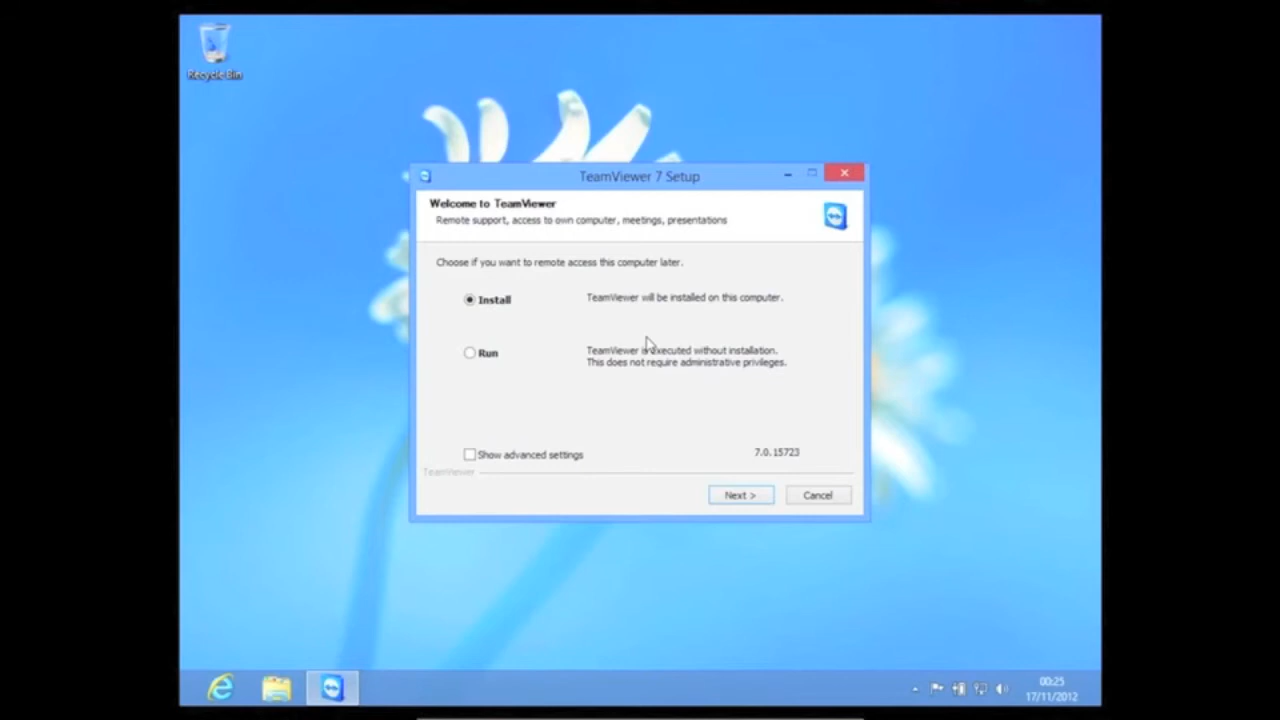 Recycle Bin
TeamViewer 7 Setup
Welcome to TeamViewer
Remote support, access to own computer, meetings, presentations
Choose if you want to remote access this computer later.
Install
TeamViewer will be installed on this computer.
Run
TeamViewer is executed without installation.
This does not require administrative privileges.
Show advanced settings
7.0.15723
TeamViewer
Next >
Cancel
00:25
17/11/2012